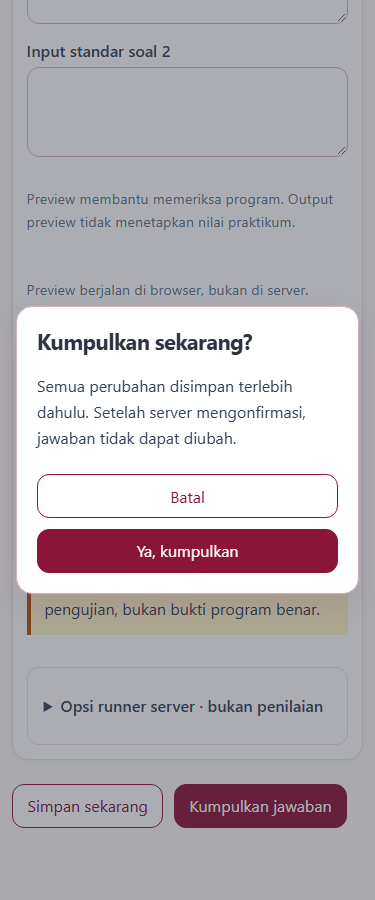 Input standar soal 2
Preview membantu memeriksa program. Output
preview tidak menetapkan nilai praktikum.
Preview berjalan di browser, bukan di server.
Kumpulkan sekarang?
Semua perubahan disimpan terlebih
dahulu. Setelah server mengonfirmasi,
jawaban tidak dapat diubah.
Batal
Ya, kumpulkan
pengujian, bukan bukti program benar.
Opsi runner server · bukan penilaian
Simpan sekarang
Kumpulkan jawaban